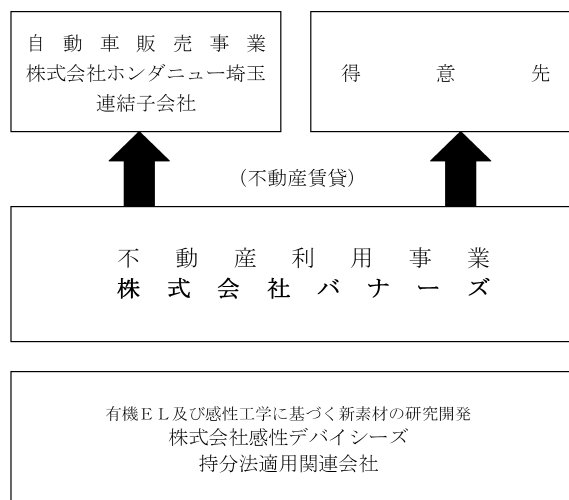 自動車販売事業
株式会社ホンダニュー埼玉
連結子会社
得意先
(不動産賃貸)
不動産利用事業
株式会社バナーズ
有機ＥＬ及び感性工学に基づく新素材の研究開発
株式会社感性デバイシーズ
持分法適用関連会社